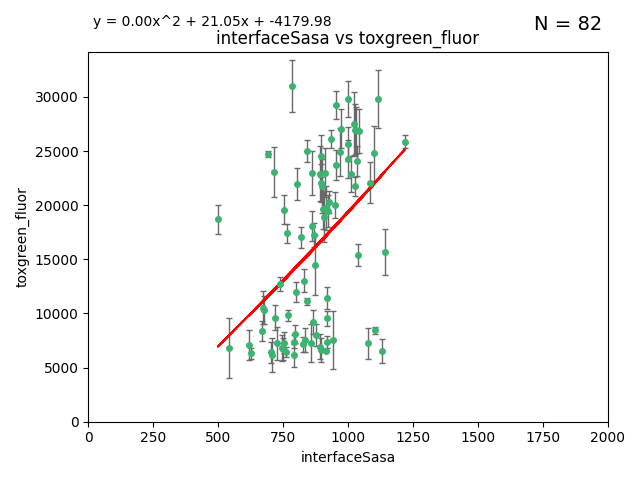 y = 0.00x^2 + 21.05x + -4179.98
N = 82
interfaceSasa vs toxgreen_fluor
toxgreen_fluor
30000
25000
20000
15000
10000
5000
0
0 250 500 750 1000 1250 1500 1750 2000
interfaceSasa